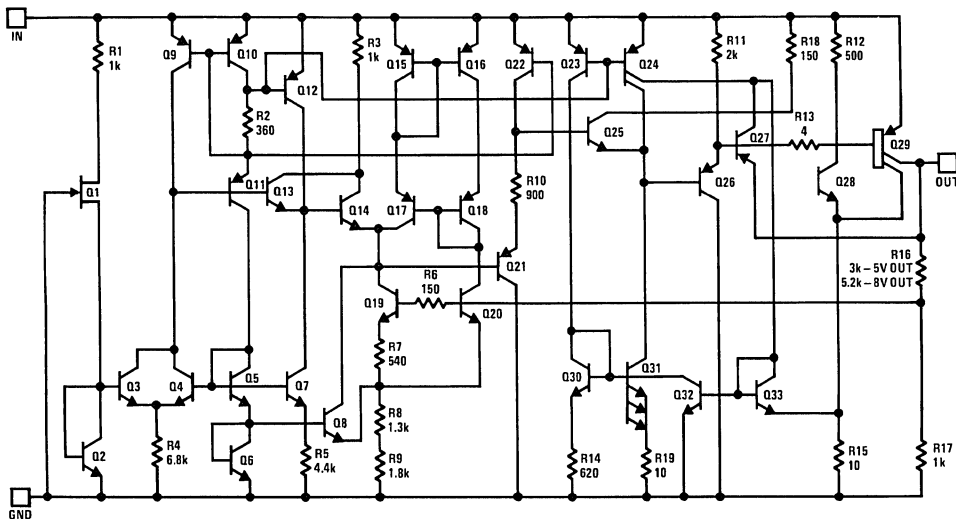 IN
R1
1k
Q9
Q10
Q12
R2
360
R3
1k
Q15
Q16
Q22
Q23
Q24
R11
2k
R18
150
R12
500
Q25
Q27
R13
4
Q29
OUT
Q1
Q11
Q13
Q14
Q17
Q18
R10
900
Q26
Q28
Q21
R16
3k–5V OUT
5.2k–8V OUT
R6
150
Q19
Q20
R7
540
Q3
Q4
Q5
Q7
Q8
Q30
Q31
Q32
Q33
R8
1.3k
Q2
R4
6.8k
Q6
R5
4.4k
R9
1.8k
R14
620
R19
10
R15
10
R17
1k
GND